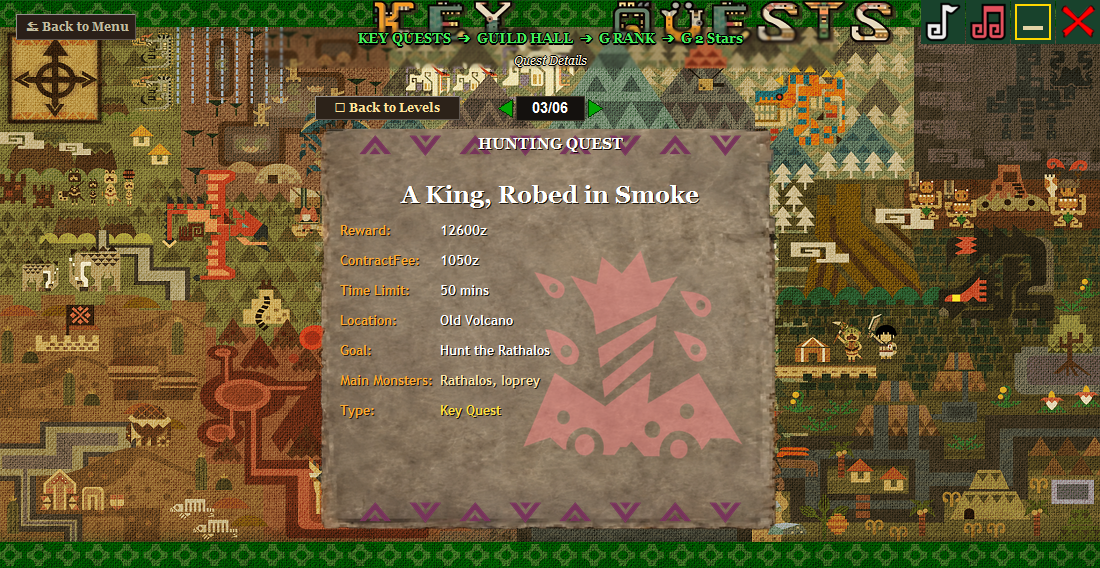 KEY QUESTS
Back to Menu
KEY QUESTS ➔ GUILD HALL ➔ G RANK ➔ G 2 Stars
Quest Details
Back to Levels
03/06
HUNTING QUEST
A King, Robed in Smoke
Reward: 12600z
ContractFee: 1050z
Time Limit: 50 mins
Location: Old Volcano
Goal: Hunt the Rathalos
Main Monsters: Rathalos, Ioprey
Type: Key Quest